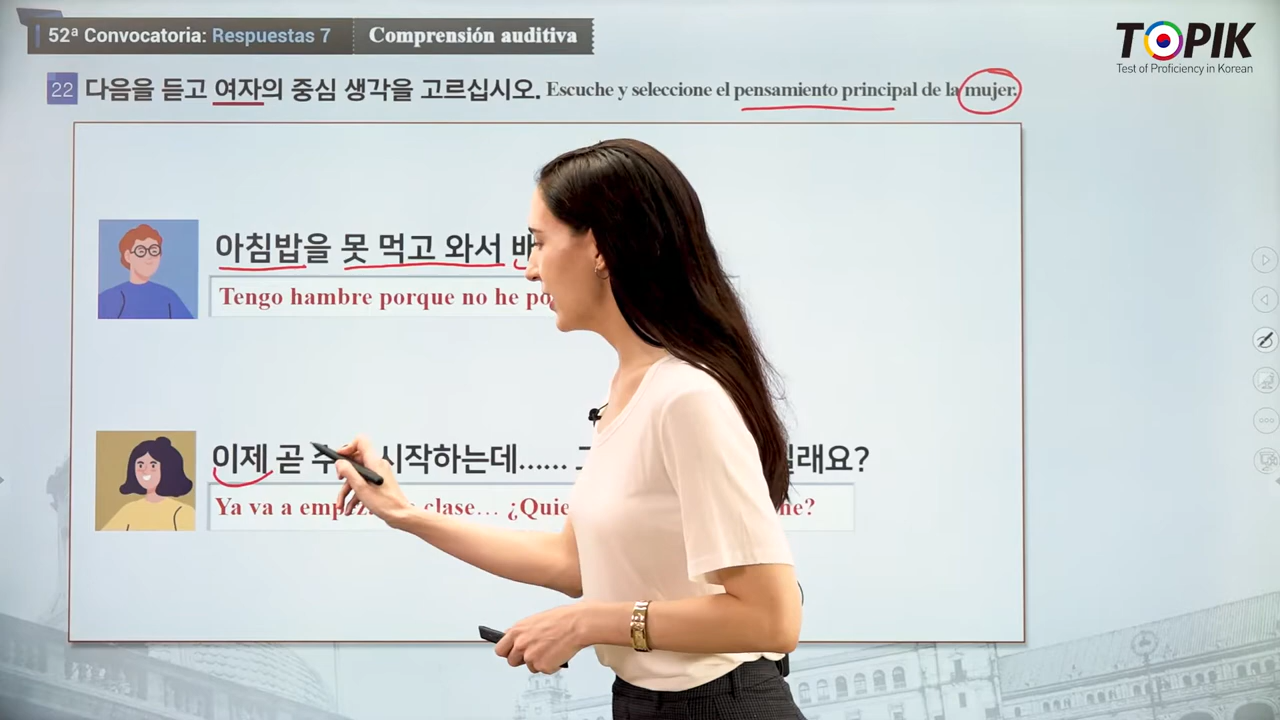 52ª Convocatoria: Respuestas 7 Comprensión auditiva
TOPIK
Test of Proficiency in Korean
22 다음을 듣고 여자의 중심 생각을 고르십시오. Escuche y seleccione el pensamiento principal de la mujer.
아침밥을 못 먹고 와서
Tengo hambre porque no he
이제 곧 시작하는데......
Ya va a clase… ¿